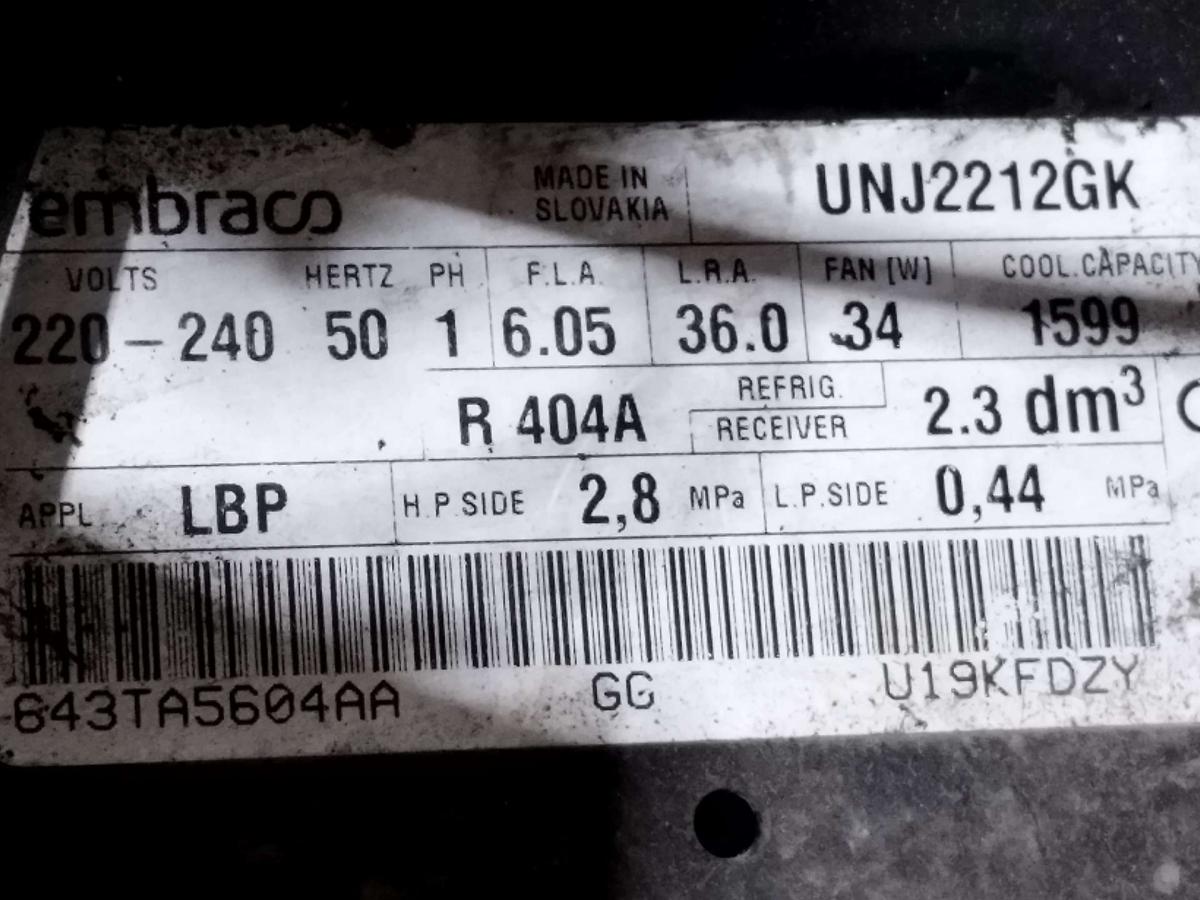 embraco MADE IN SLOVAKIA UNJ2212GK
VOLTS HERTZ PH F.L.A. L.R.A. FAN [W] COOL.CAPACITY
220-240 50 1 6.05 36.0 34 1599
R 404A REFRIG. RECEIVER 2.3 dm³
APPL. LBP H.P.SIDE 2,8 MPa L.P.SIDE 0,44 MPa
643TA5604AA GG U19KFDZY